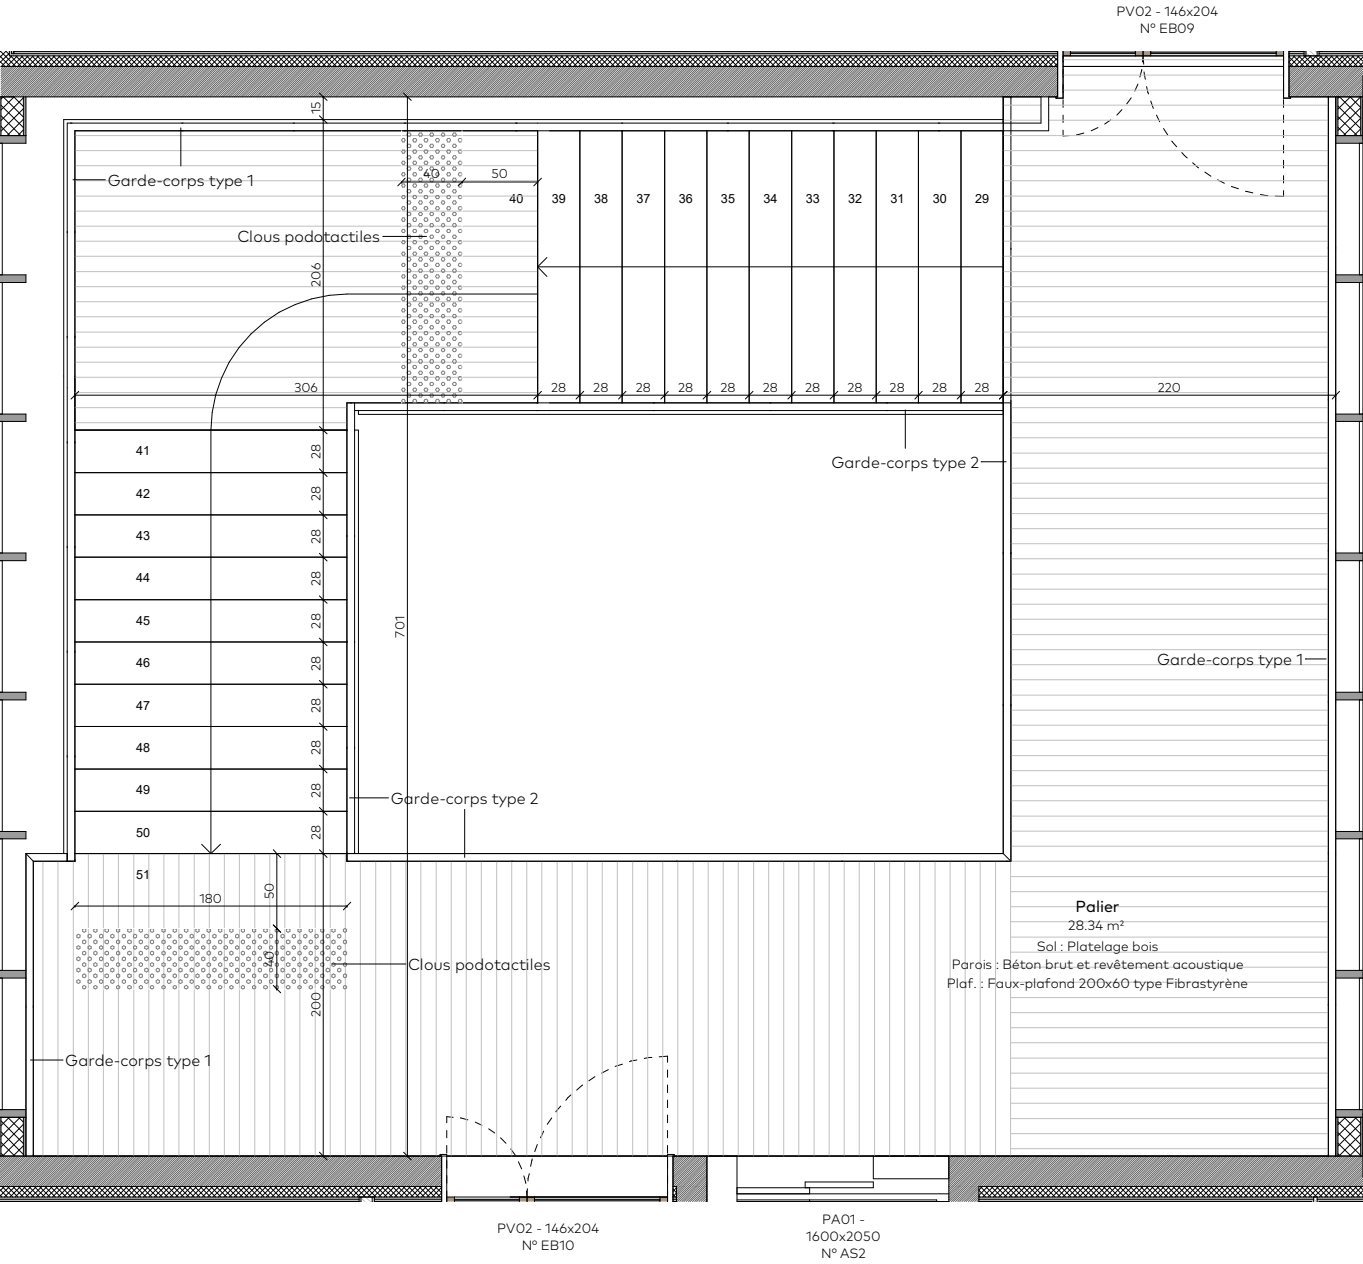 PV02 - 146x204
N° EB09
15
Garde-corps type 1
40
50
40
39
38
37
36
35
34
33
32
31
30
29
Clous podotactiles
206
306
28
28
28
28
28
28
28
28
28
28
28
220
41
28
Garde-corps type 2
42
28
43
28
44
28
45
28
701
46
28
Garde-corps type 1
47
28
48
28
49
28
Garde-corps type 2
50
28
51
180
50
Palier
28.34 m²
Sol : Platelage bois
Parois : Béton brut et revêtement acoustique
Plaf. : Faux-plafond 200x60 type Fibrastyrène
40
Clous podotactiles
200
Garde-corps type 1
PV02 - 146x204
N° EB10
PA01 -
1600x2050
N° AS2